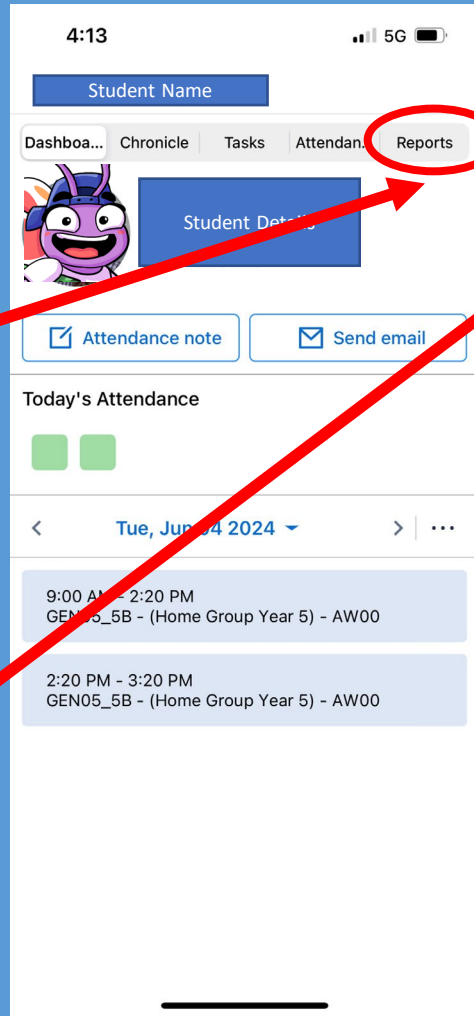 4:13 5G
Student Name
Dashboa... Chronicle Tasks Attendan... Reports
Student Details
Attendance note Send email
Today's Attendance
Tue, Jun 04 2024
9:00 AM - 2:20 PM
GEN05_5B - (Home Group Year 5) - AW00
2:20 PM - 3:20 PM
GEN05_5B - (Home Group Year 5) - AW00